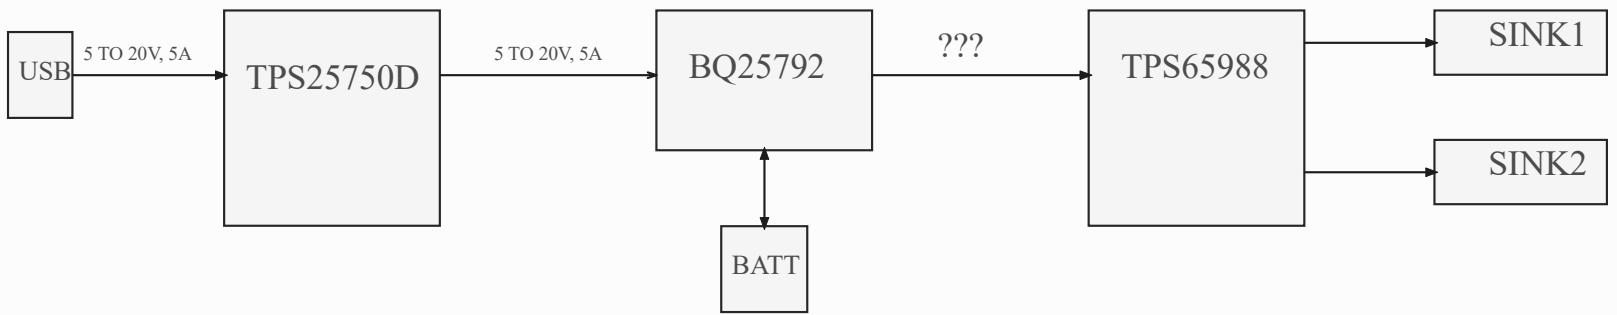 USB
5 TO 20V, 5A
TPS25750D
5 TO 20V, 5A
BQ25792
BATT
???
TPS65988
SINK1
SINK2